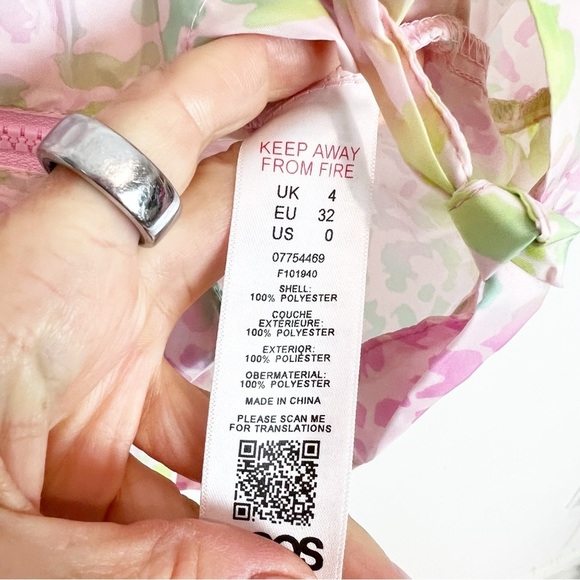 KEEP AWAY
FROM FIRE
UK 4
EU 32
US 0
07754469
F101940
SHELL:
100% POLYESTER
COUCHE
EXTÉRIEURE:
100% POLYESTER
EXTERIOR:
100% POLIÉSTER
OBERMATERIAL:
100% POLYESTER
MADE IN CHINA
PLEASE SCAN ME
FOR TRANSLATIONS